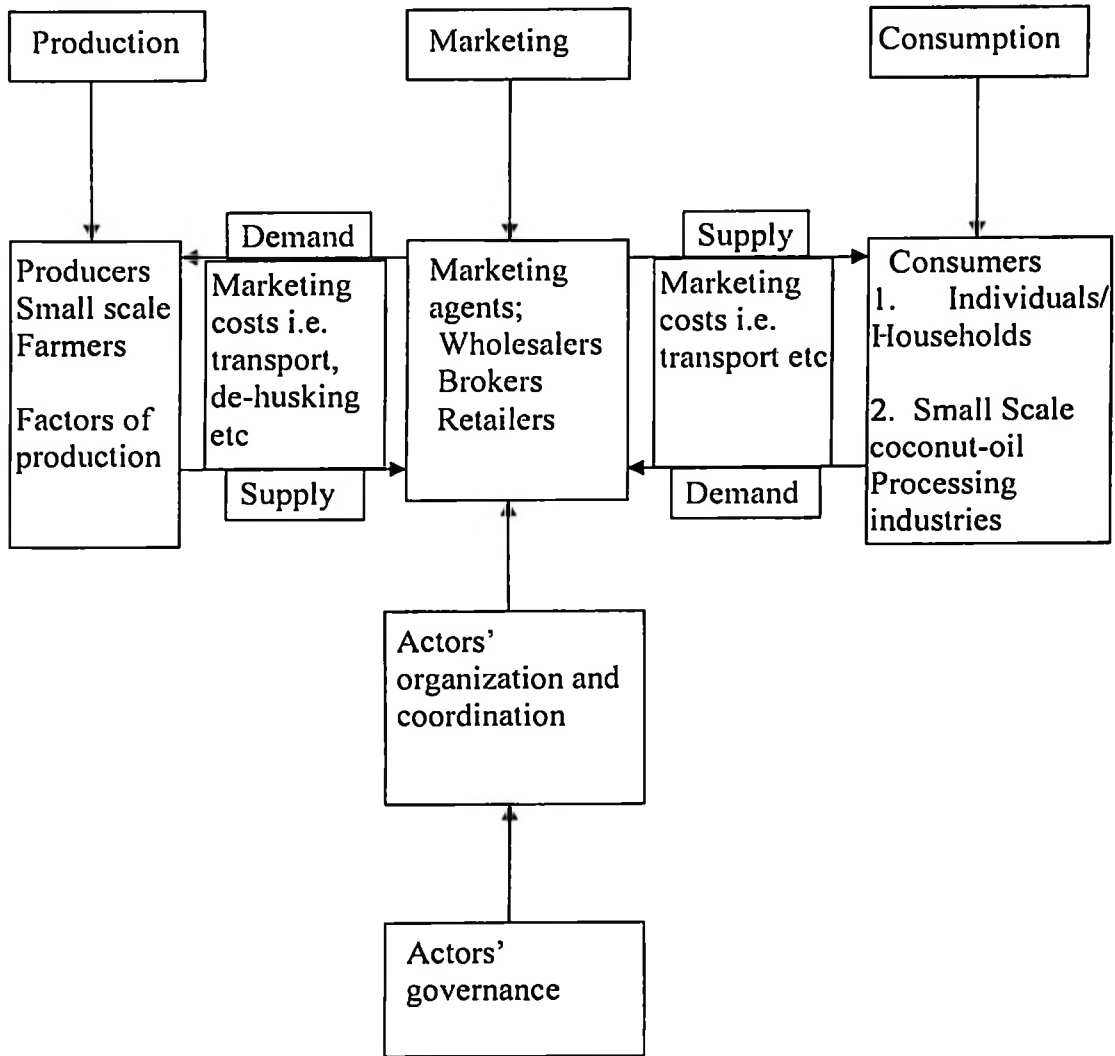 Production
Marketing
Consumption
Demand
Supply
Producers
Small scale
Farmers
Factors of
production
Marketing
costs i.e.
transport,
de-husking
etc
Supply
Marketing
agents;
Wholesalers
Brokers
Retailers
Marketing
costs i.e.
transport etc
Demand
Consumers
1. Individuals/
Households
2. Small Scale
coconut-oil
Processing
industries
Actors’
organization and
coordination
Actors’
governance